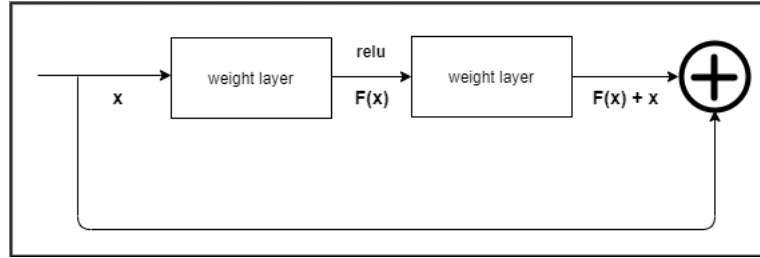 relu
weight layer
weight layer
x
F(x)
F(x) + x